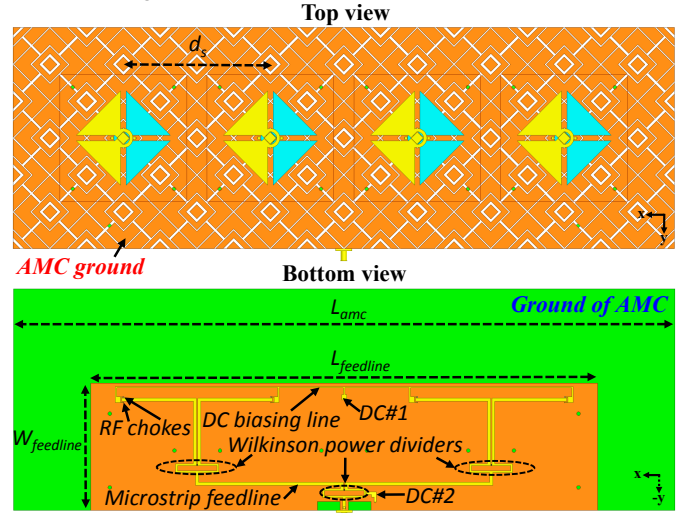 Top view
d_s
x
y
AMC ground
Bottom view
Ground of AMC
L_amc
L_feedline
W_feedline
RF chokes
DC biasing line
DC#1
Wilkinson power dividers
Microstrip feedline
DC#2
x
-y